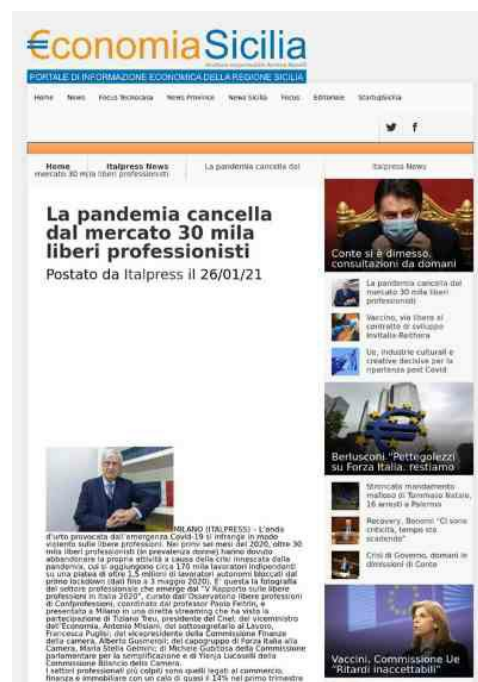 €conomiaSicilia
PORTALE DI INFORMAZIONE ECONOMICA DELLA REGIONE SICILIA
Home News Focus Tecnocasa News Province News Sicilia Focus Editoriale StartupSicilia
Home Italpress News La pandemia cancella dal Italpress News
mercato 30 mila liberi professionisti
La pandemia cancella
dal mercato 30 mila
liberi professionisti
Postato da Italpress il 26/01/21
MILANO (ITALPRESS) – L'onda
d'urto provocata dall'emergenza Covid-19 si infrange in modo
violento sulle libere professioni. Nei primi sei mesi del 2020, oltre 30
mila liberi professionisti (in prevalenza donne) hanno dovuto
abbandonare la propria attività a causa della crisi innescata dalla
pandemia, cui si aggiungono circa 170 mila lavoratori indipendenti
su una platea di oltre 1,5 milioni di lavoratori autonomi bloccati dal
primo lockdown (dati fino a 3 maggio 2020). E' questa la fotografia
del settore professionale che emerge dal "V Rapporto sulle libere
professioni in Italia 2020", curato dall'Osservatorio libere professioni
di Confprofessioni, coordinato dal professor Paolo Feltrin, e
presentato a Milano in una diretta streaming che ha visto la
partecipazione di Tiziano Treu, presidente del Cnel; del viceministro
dell'Economia, Antonio Misiani, del sottosegretario al Lavoro,
Francesca Puglisi; del vicepresidente della Commissione Finanze
della camera, Alberto Gusmeroli; del capogruppo di Forza Italia alla
Camera, Maria Stella Gelmini; di Michele Gubitosa della Commissione
parlamentare per la semplificazione e di Ylenja Lucaselli della
Commissione Bilancio della Camera.
I settori professionali più colpiti sono quelli legati al commercio,
finanza e immobiliare con un calo di quasi il 14% nel primo trimestre
Conte si è dimesso,
consultazioni da domani
La pandemia cancella dal
mercato 30 mila liberi
professionisti
Vaccino, via libera al
contratto di sviluppo
Invitalia-Reithera
Ue, industrie culturali e
creative decisive per la
ripartenza post Covid
Berlusconi "Pettegolezzi
su Forza Italia, restiamo
Stroncato mandamento
mafioso di Tommaso Natale,
16 arresti a Palermo
Recovery, Bonomi "Ci sono
criticità, tempo sta
scadendo"
Crisi di Governo, domani le
dimissioni di Conte
Vaccini, Commissione Ue
"Ritardi inaccettabili"